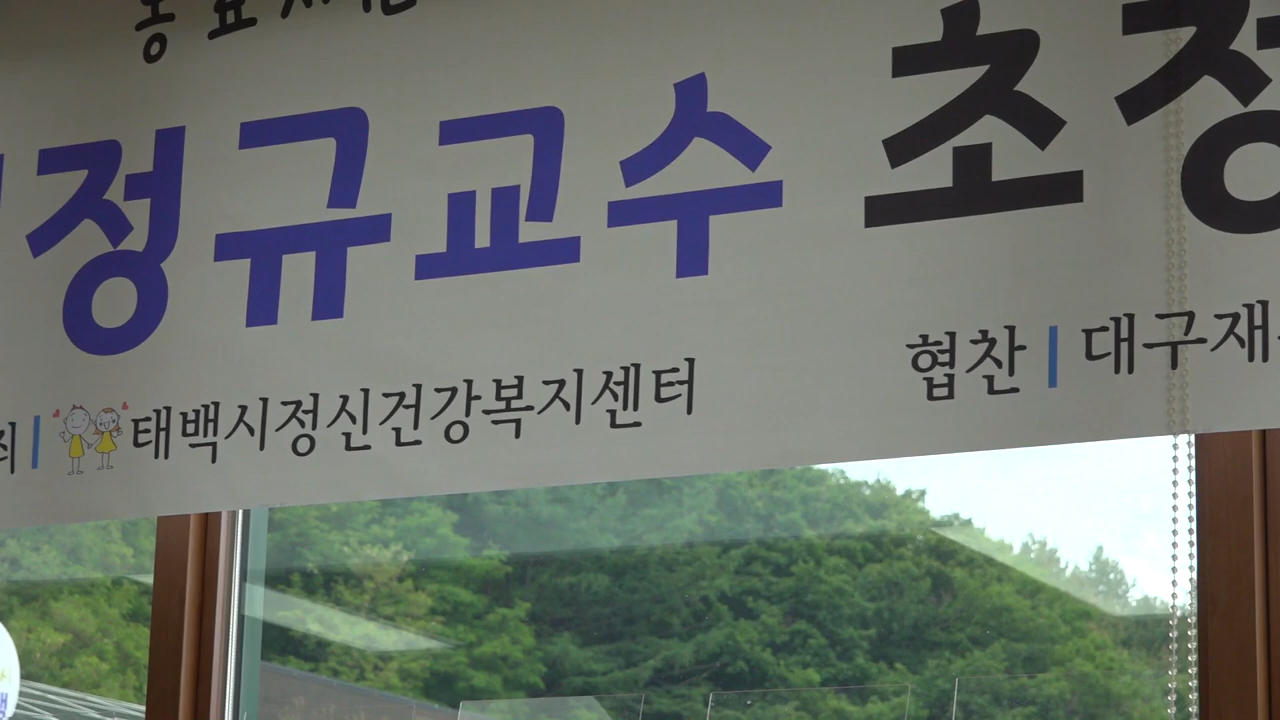 정규교수 초청
태백시정신건강복지센터
협찬 | 대구재